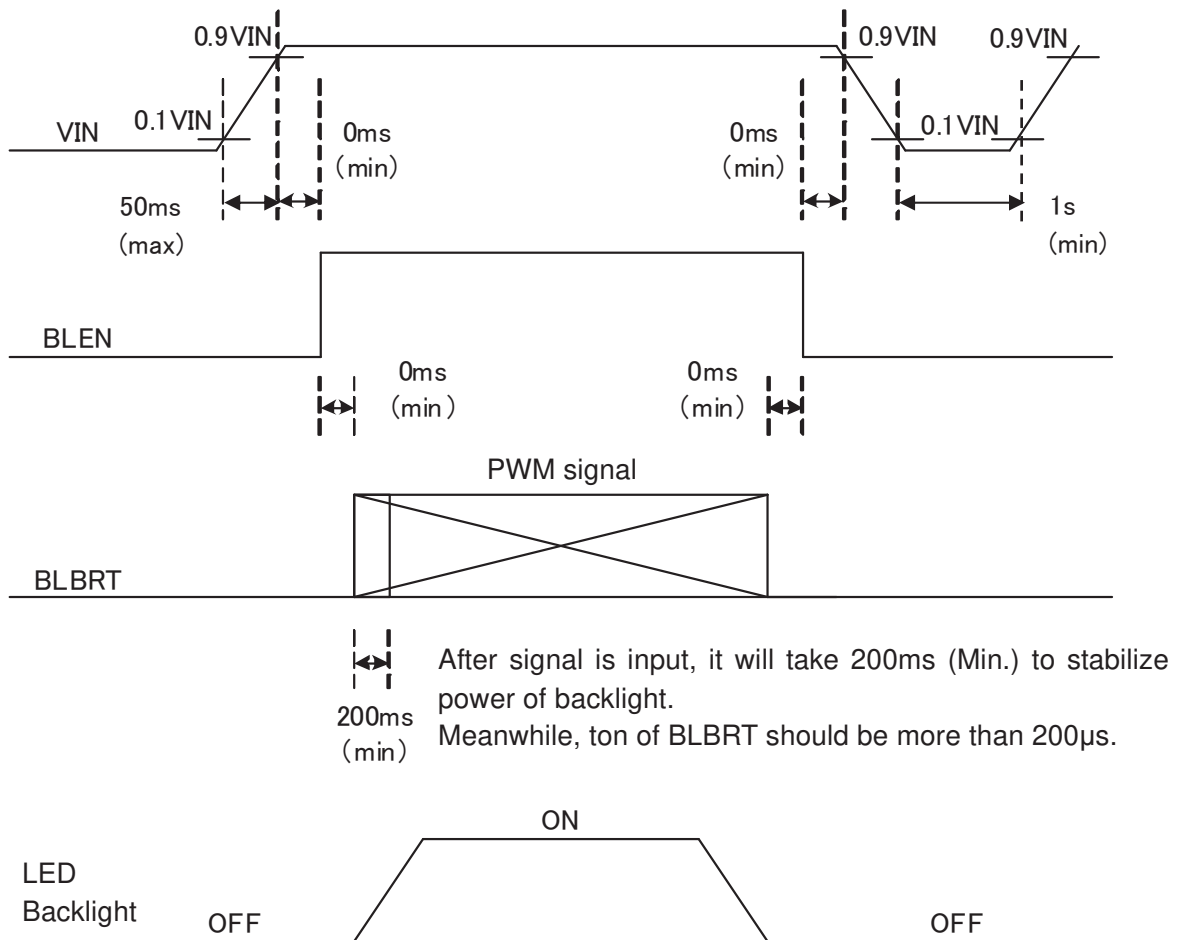 0.9VIN
0.9VIN
0.9VIN
VIN
0.1VIN
0ms
(min)
0ms
(min)
0.1VIN
50ms
(max)
1s
(min)
BLEN
0ms
(min)
0ms
(min)
PWM signal
BLBRT
200ms
(min)
After signal is input, it will take 200ms (Min.) to stabilize
power of backlight.
Meanwhile, ton of BLBRT should be more than 200μs.
ON
LED
Backlight
OFF
OFF